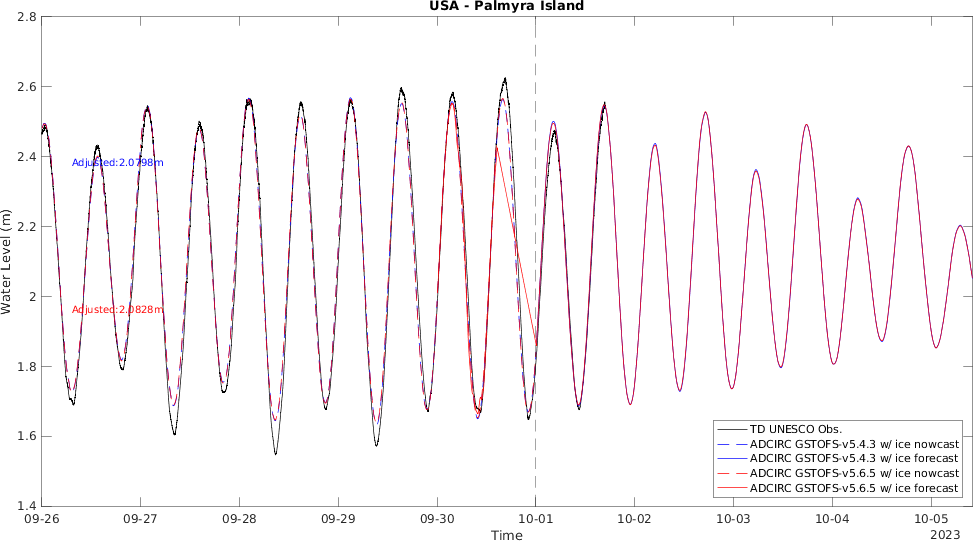 USA - Palmyra Island
2.8
2.6
2.4
2.2
2
1.8
1.6
1.4
Water Level (m)
Adjusted:2.0798m
Adjusted:2.0828m
TD UNESCO Obs.
ADCIRC GSTOFS-v5.4.3 w/ ice nowcast
ADCIRC GSTOFS-v5.4.3 w/ ice forecast
ADCIRC GSTOFS-v5.6.5 w/ ice nowcast
ADCIRC GSTOFS-v5.6.5 w/ ice forecast
09-26 09-27 09-28 09-29 09-30 10-01 10-02 10-03 10-04 10-05
Time
2023